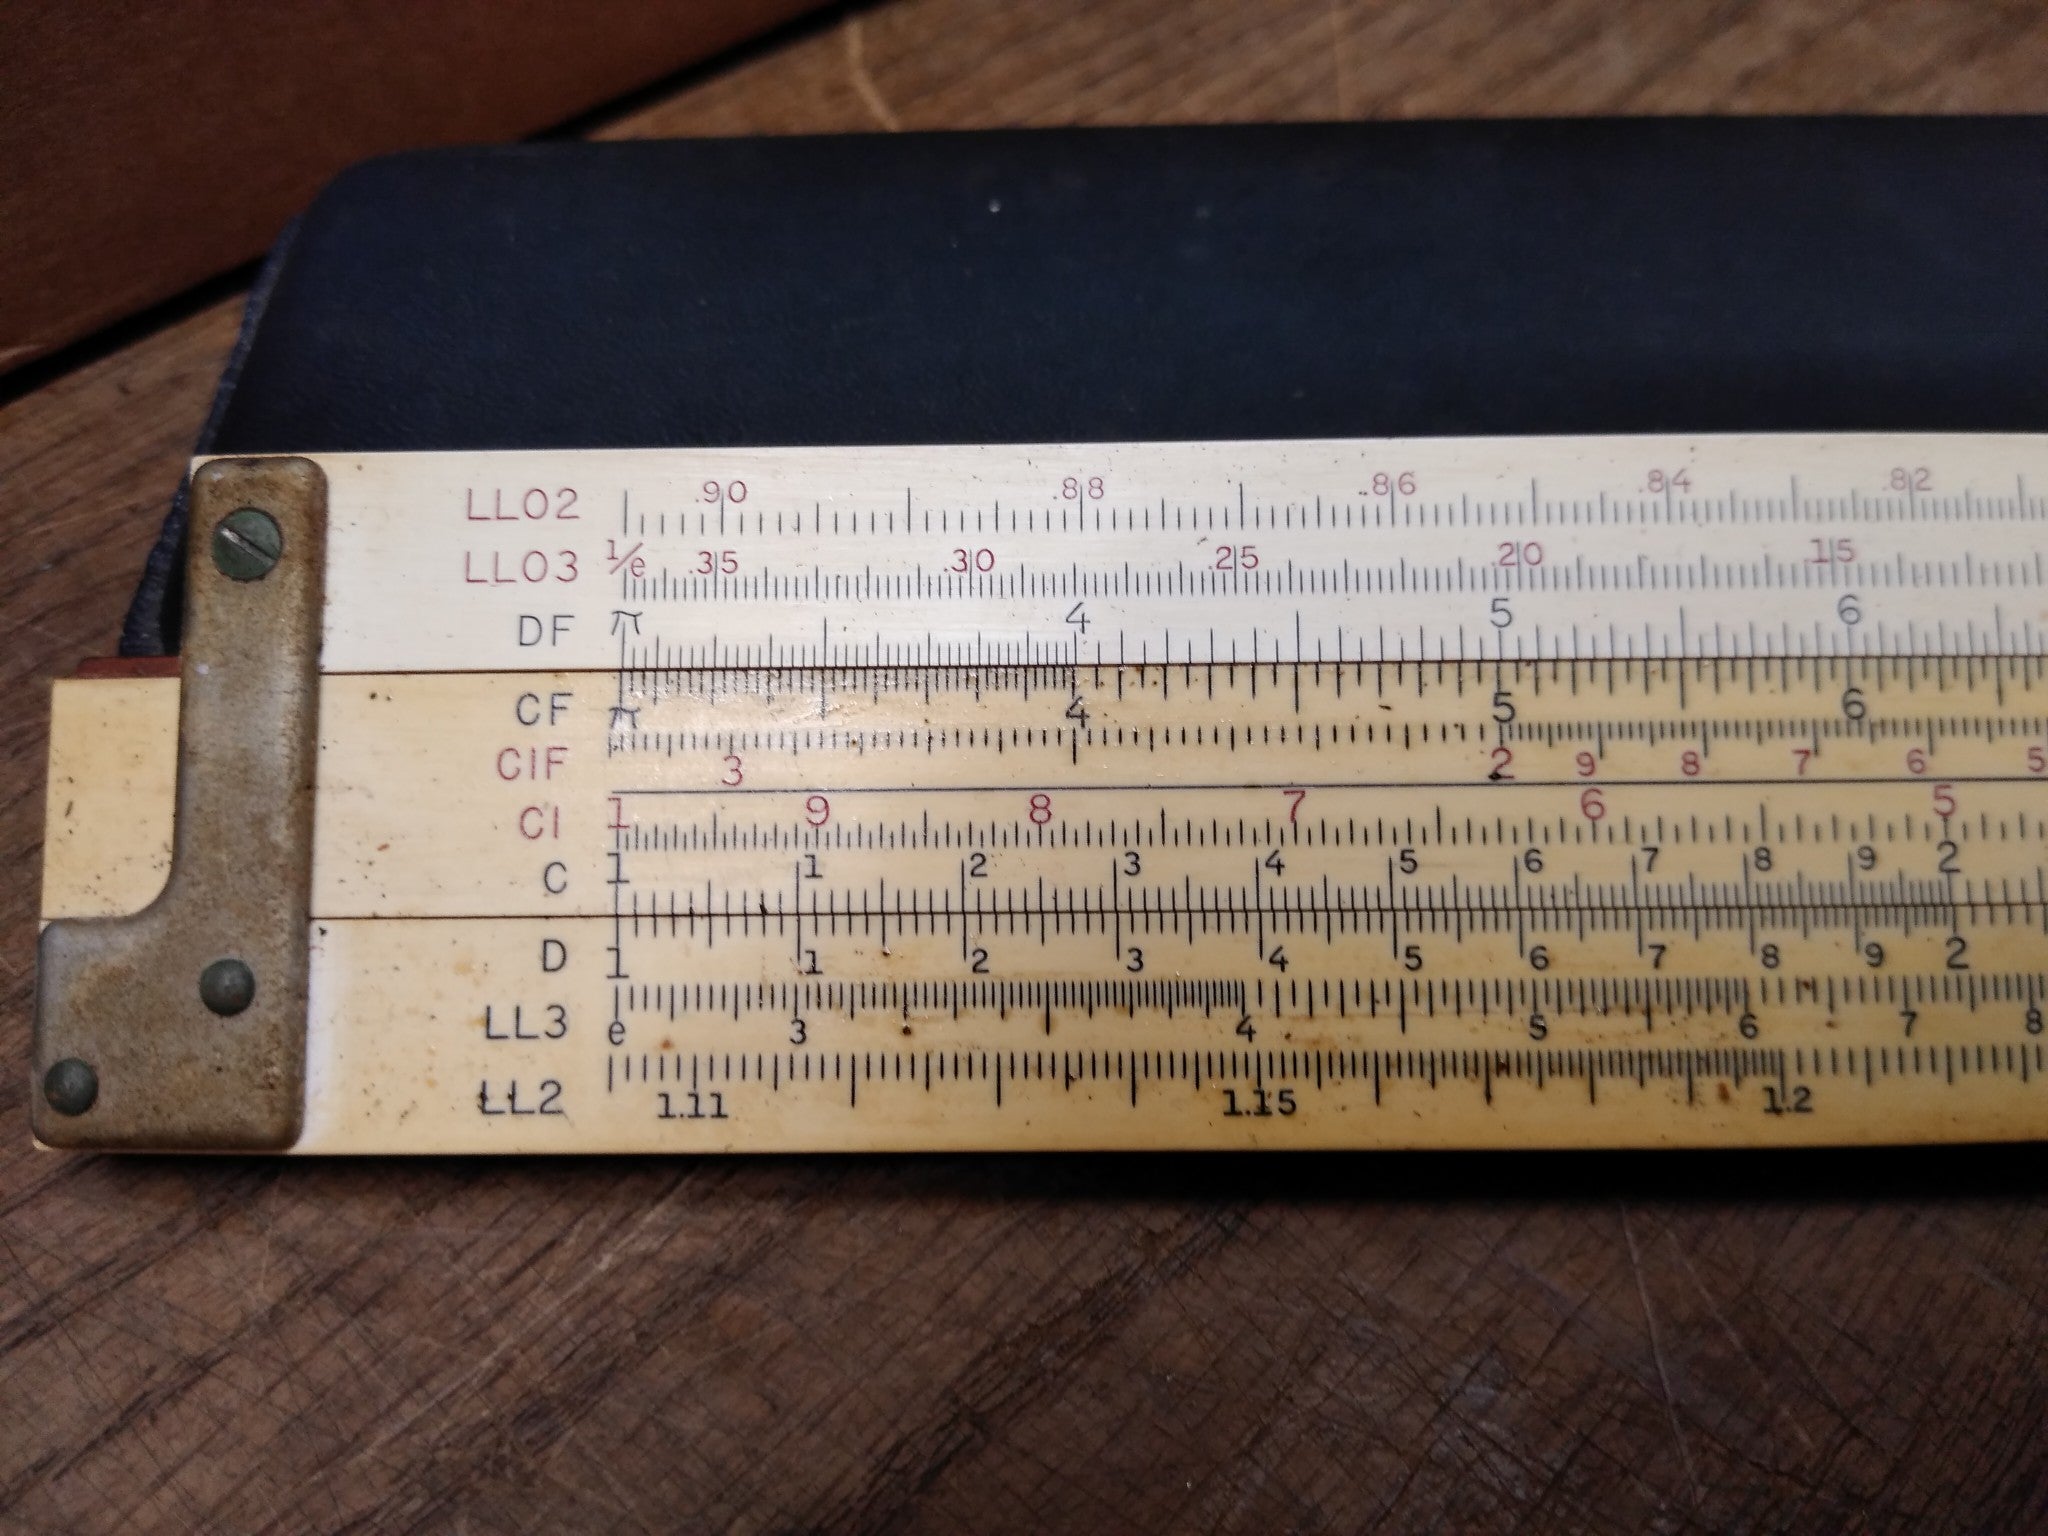 LL02 .90 .88 .86 .84 .82
LL03 1/e .35 .30 .25 .20 .15
DF π 4 5 6
CF π 4 5 6
CIF 3 2 9 8 7 6 5
CI 1 9 8 7 6 5
C 1 1 2 3 4 5 6 7 8 9 2
D 1 1 2 3 4 5 6 7 8 9 2
LL3 e 3 4 5 6 7 8
LL2 1.11 1.15 1.2